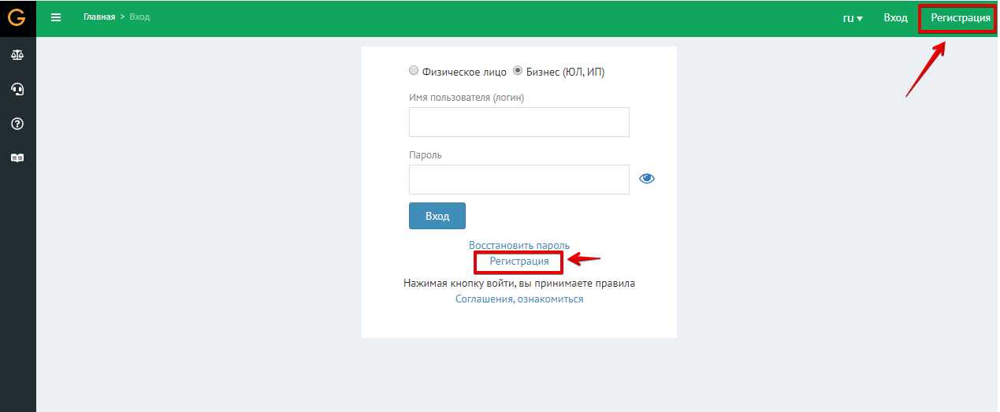 G
Главная > Вход
ru
Вход
Регистрация
Физическое лицо
Бизнес (ЮЛ, ИП)
Имя пользователя (логин)
Пароль
Вход
Восстановить пароль
Регистрация
Нажимая кнопку войти, вы принимаете правила
Соглашения, ознакомиться